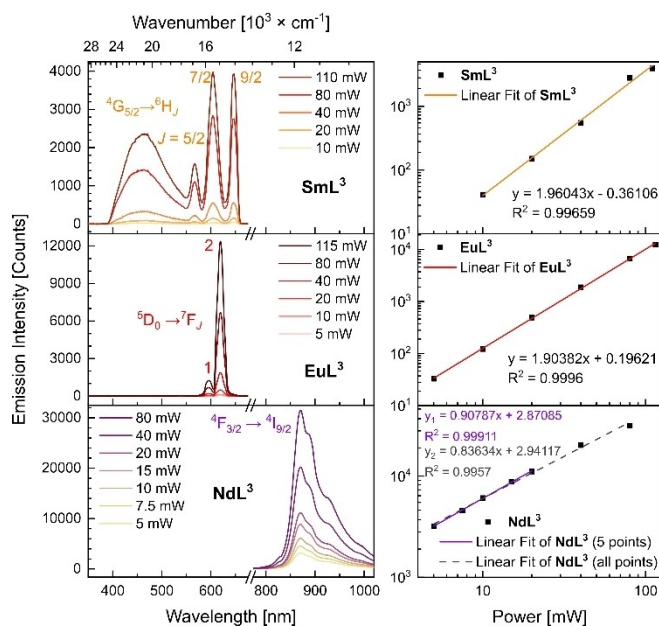 Wavenumber [10³ × cm⁻¹]
28 24 20 16 12
⁴G₅/₂→⁶H_J
J = 5/2
7/2
9/2
110 mW
80 mW
40 mW
20 mW
10 mW
SmL³
4000
3000
2000
1000
0
SmL³
Linear Fit of SmL³
y = 1.96043x - 0.36106
R² = 0.99659
10³
10²
10¹
Emission Intensity [Counts]
2
1
⁵D₀→⁷F_J
115 mW
80 mW
40 mW
20 mW
10 mW
5 mW
EuL³
12000
9000
6000
3000
0
EuL³
Linear Fit of EuL³
y = 1.90382x + 0.19621
R² = 0.9996
10⁴
10³
10²
10¹
80 mW
40 mW
20 mW
15 mW
10 mW
7.5 mW
5 mW
⁴F₃/₂→⁴I₉/₂
NdL³
30000
20000
10000
0
y₁ = 0.90787x + 2.87085
R² = 0.99911
y₂ = 0.83634x + 2.94117
R² = 0.9957
NdL³
Linear Fit of NdL³ (5 points)
Linear Fit of NdL³ (all points)
10⁴
10³
400 500 600 800 900 1000
Wavelength [nm]
10 100
Power [mW]